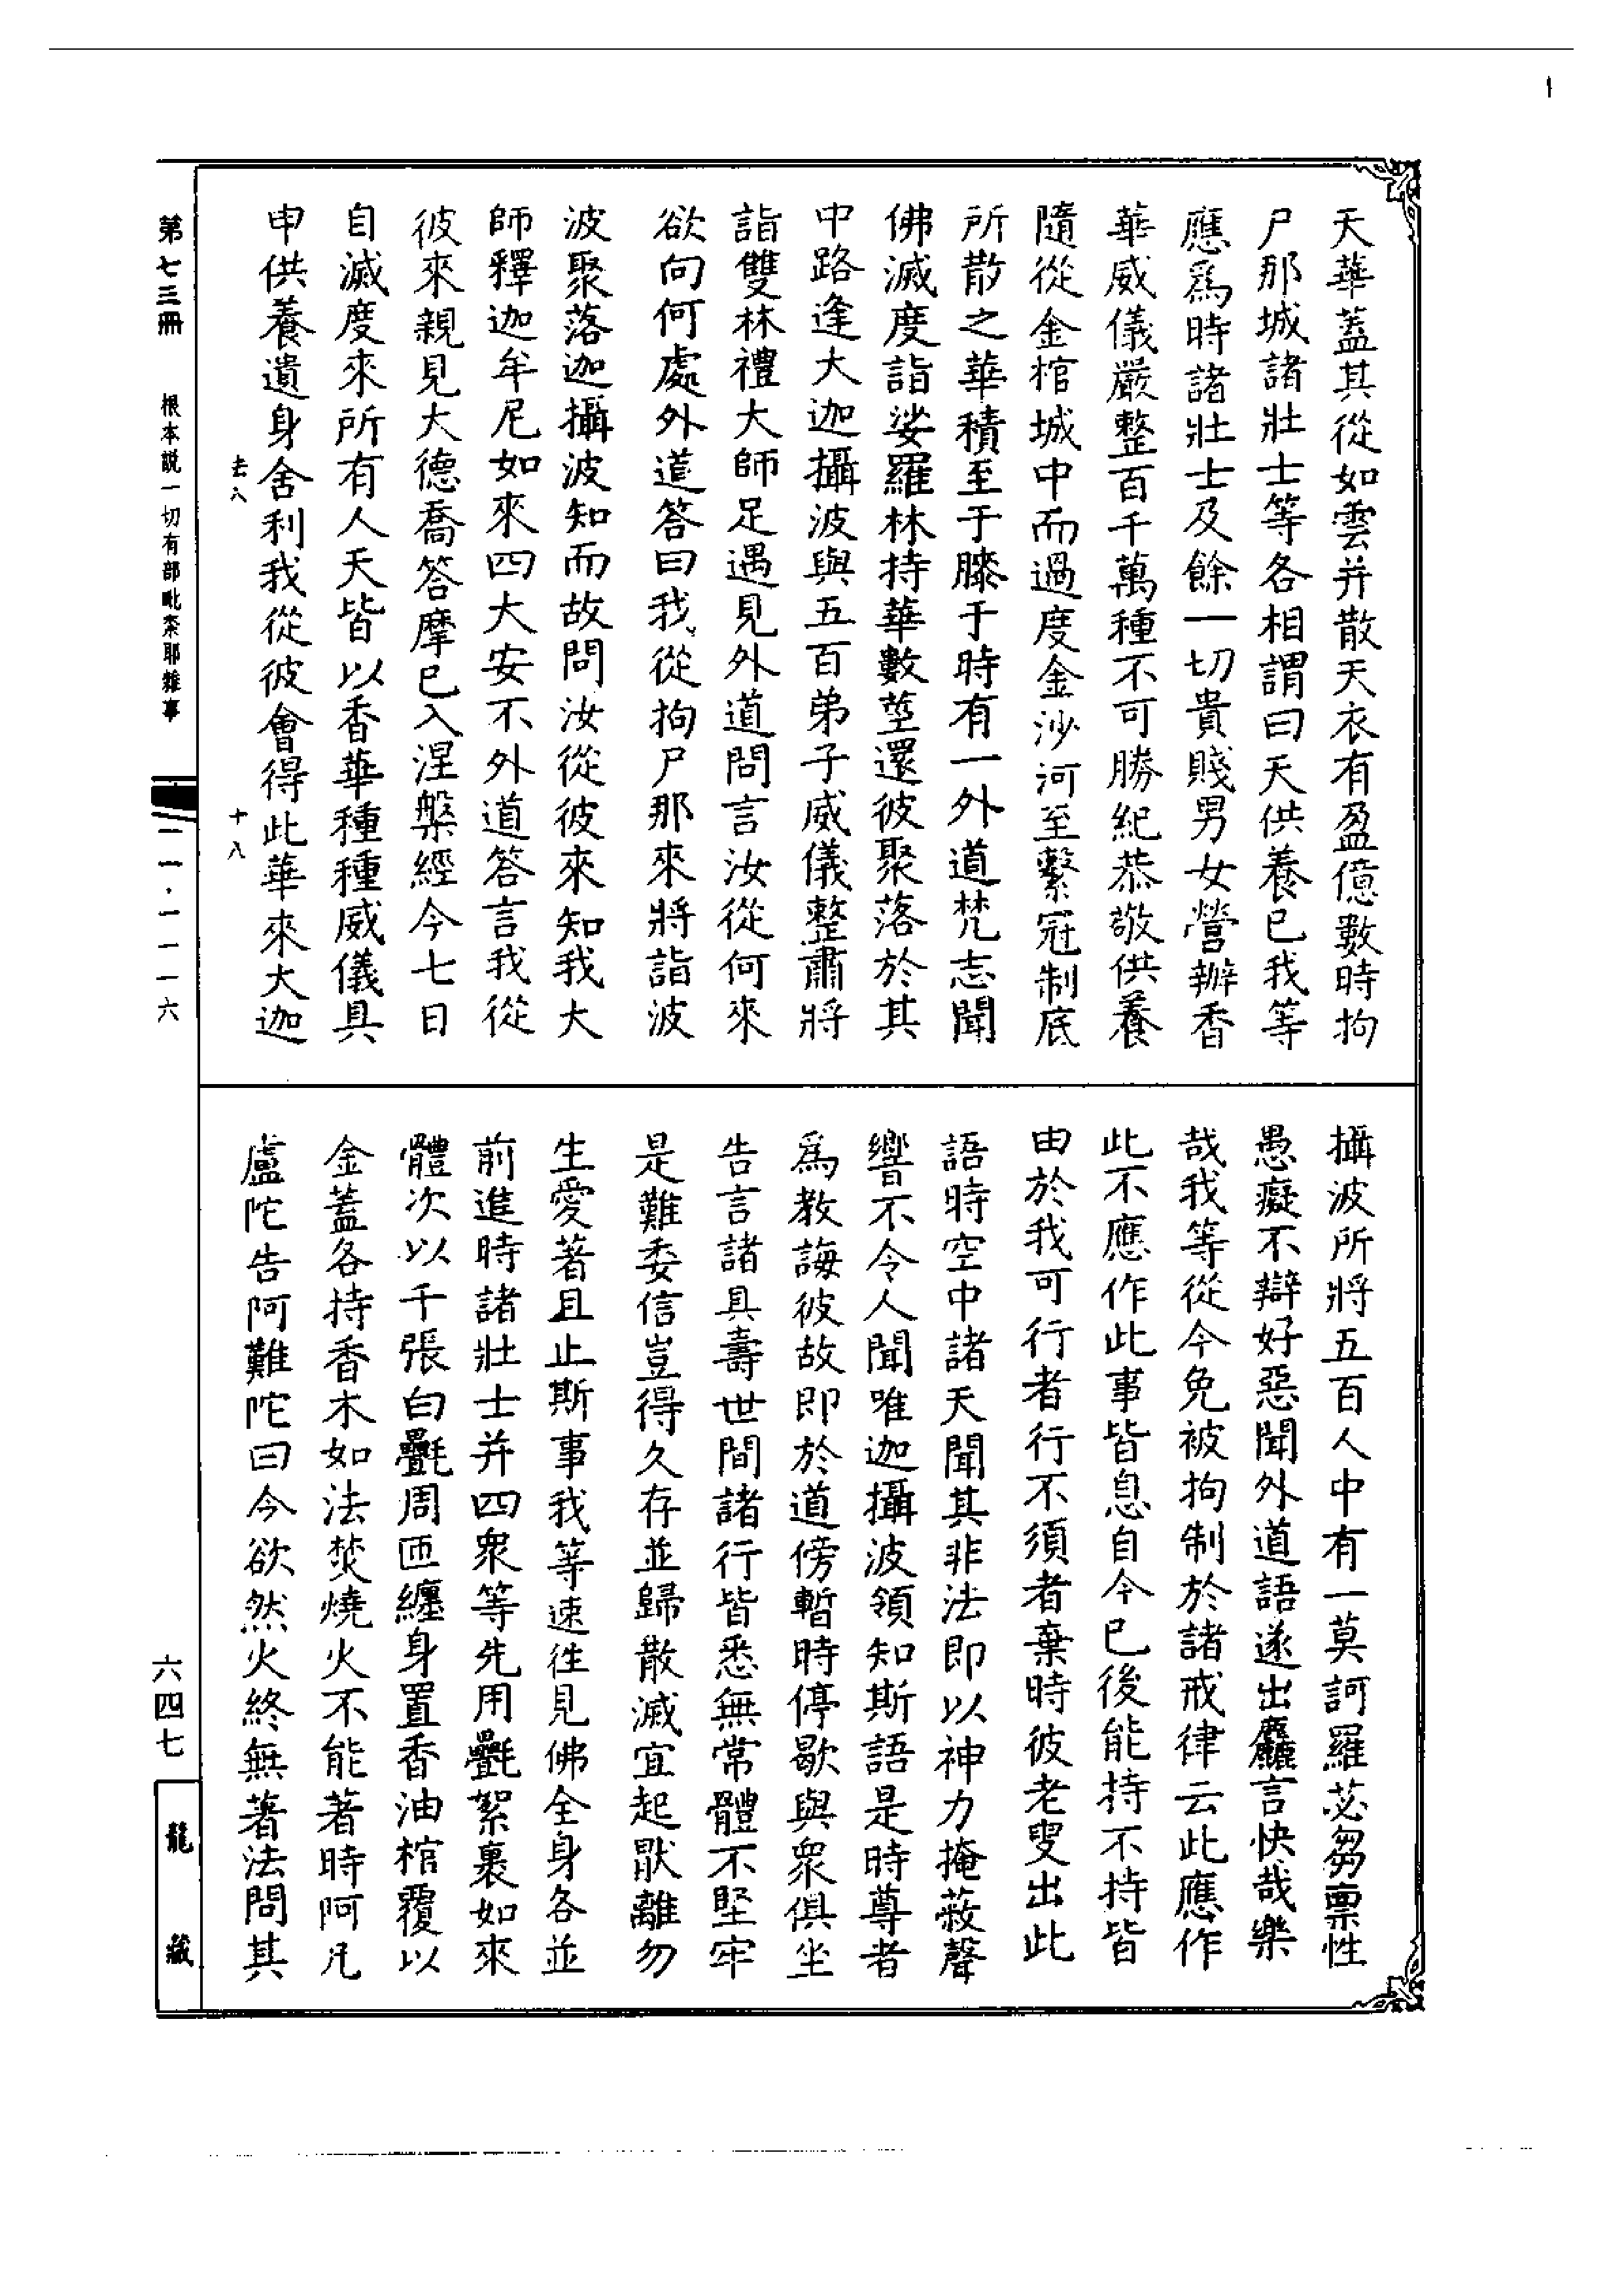 天華蓋其從如雲并散天衣有盈億數時拘
尸那城諸壯士等各相謂曰天供養已我等
應爲時諸壯士及餘一切貴賤男女營辦香
華威儀嚴整百千萬種不可勝紀恭敬供養
隨從金棺城中而過度金沙河至繫冠制底
所散之華積至于膝于時有一外道梵志聞
佛滅度詣娑羅林持華數莖還彼聚落於其
中路逢大迦攝波與五百弟子威儀整肅將
詣雙林禮大師足遇見外道問言汝從何來
欲向何處外道答曰我從拘尸那來將詣波
波聚落迦攝波知而故問汝從彼來知我大
師釋迦牟尼如來四大安不外道答言我從
彼來親見大德喬答摩已入涅槃經今七日
自滅度來所有人天皆以香華種種威儀具
申供養遺身舍利我從彼會得此華來大迦
攝波所將五百人中有一莫訶羅苾芻稟性
愚癡不辯好惡聞外道語遂出麤言快哉樂
哉我等從今免被拘制於諸戒律云此應作
此不應作此事皆息自今已後能持不持皆
由於我可行者行不須者棄時彼老叟出此
語時空中諸天聞其非法即以神力掩蔽聲
響不令人聞唯迦攝波領知斯語是時尊者
爲教誨彼故即於道傍暫時停歇與衆俱坐
告言諸具壽世間諸行皆悉無常體不堅牢
是難委信豈得久存並歸散滅宜起猒離勿
生愛著且止斯事我等速往見佛全身各並
前進時諸壯士并四衆等先用㲲絮裹如來
體次以千張白㲲周匝纏身置香油棺覆以
金蓋各持香木如法焚燒火不能著時阿凡
盧陀告阿難陀曰今欲然火終無著法問其
去八
十八
第七三冊
根本説一切有部毗柰耶雜事
一一·一一一六
六四七
龍藏